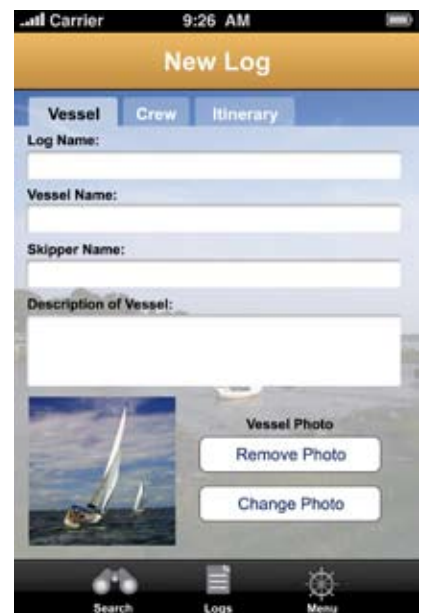 Carrier 9:26 AM
New Log
Vessel Crew Itinerary
Log Name:
Vessel Name:
Skipper Name:
Description of Vessel:
Vessel Photo
Remove Photo
Change Photo
Search Logs Menu